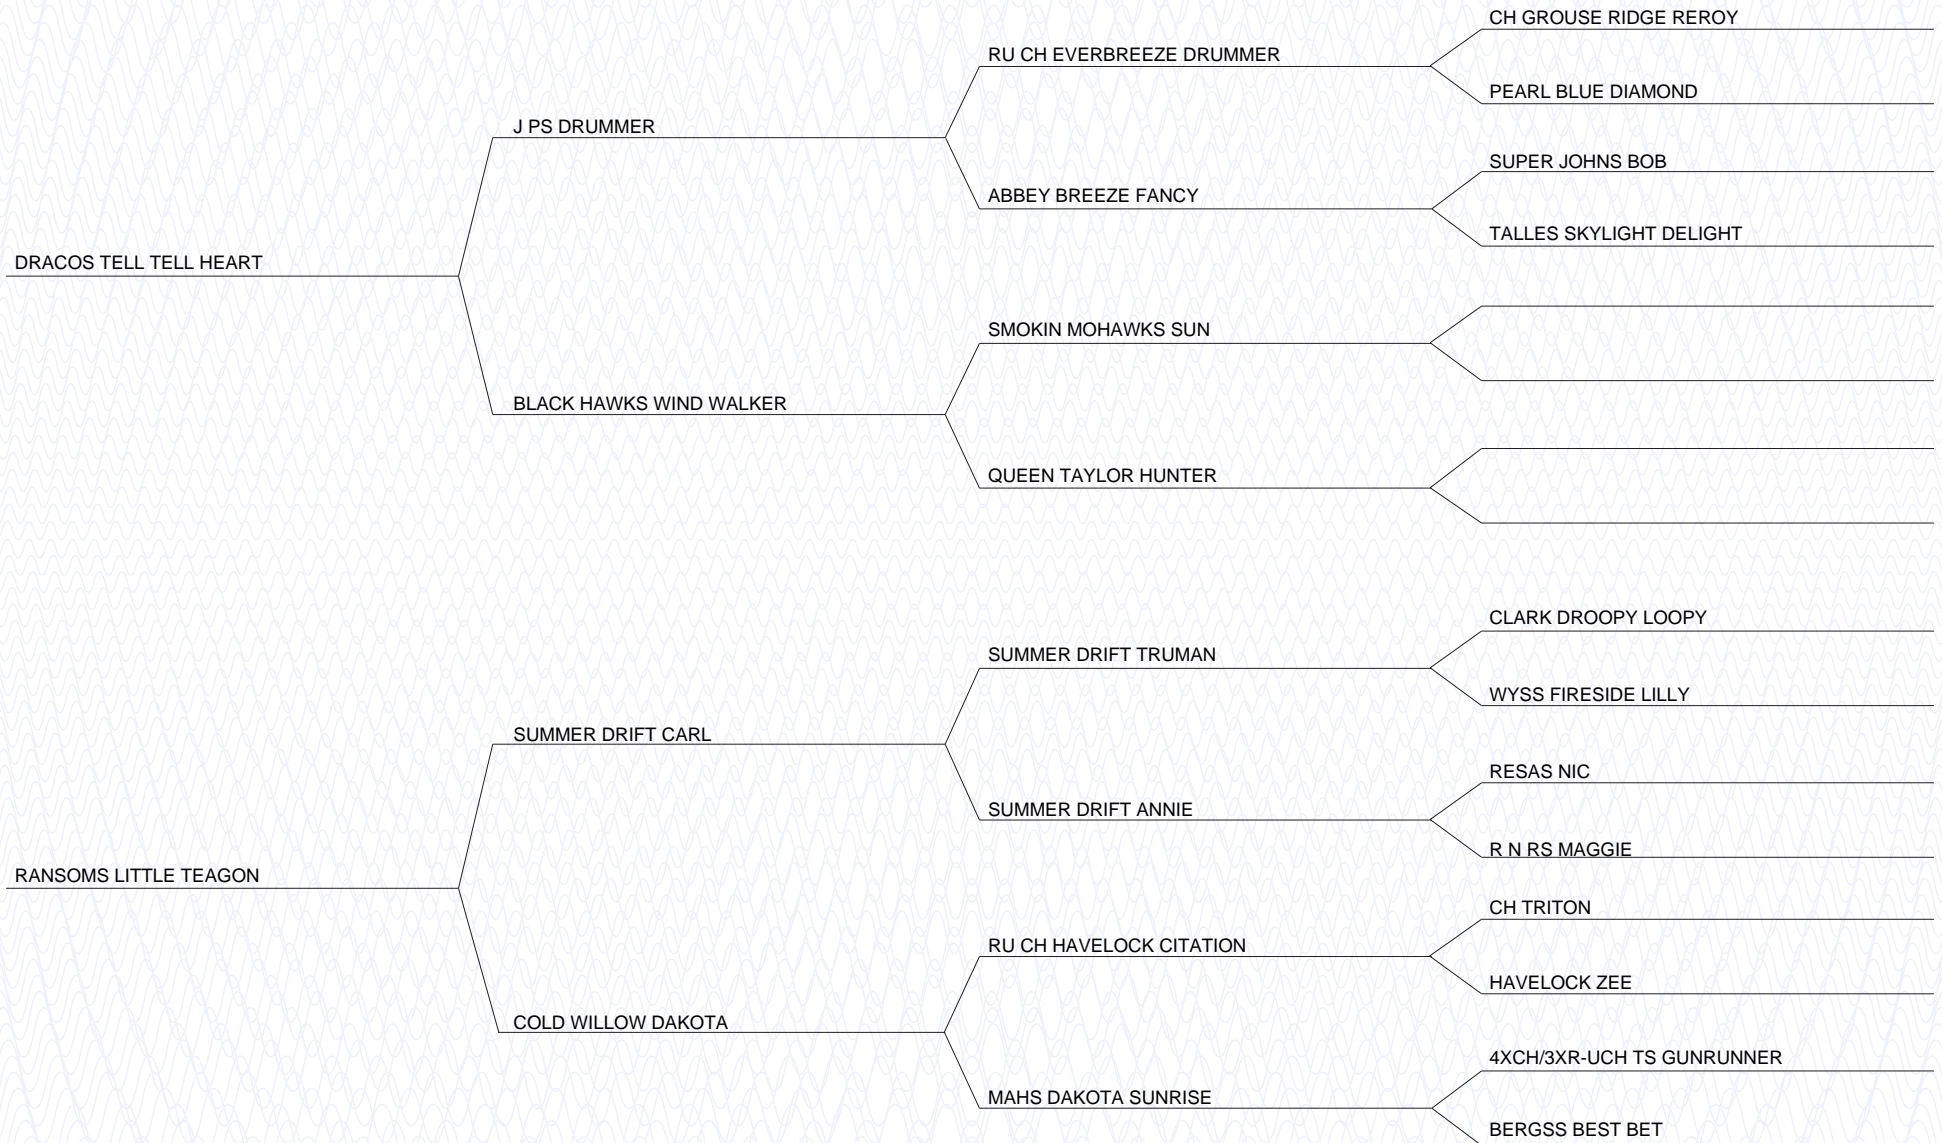 CH GROUSE RIDGE REROY
RU CH EVERBREEZE DRUMMER
PEARL BLUE DIAMOND
J PS DRUMMER
SUPER JOHNS BOB
ABBEY BREEZE FANCY
TALLES SKYLIGHT DELIGHT
DRACOS TELL TELL HEART
SMOKIN MOHAWKS SUN
BLACK HAWKS WIND WALKER
QUEEN TAYLOR HUNTER
CLARK DROOPY LOOPY
SUMMER DRIFT TRUMAN
WYSS FIRESIDE LILLY
SUMMER DRIFT CARL
RESAS NIC
SUMMER DRIFT ANNIE
R N RS MAGGIE
RANSOMS LITTLE TEAGON
CH TRITON
RU CH HAVELOCK CITATION
HAVELOCK ZEE
COLD WILLOW DAKOTA
4XCH/3XR-UCH TS GUNRUNNER
MAHS DAKOTA SUNRISE
BERGSS BEST BET